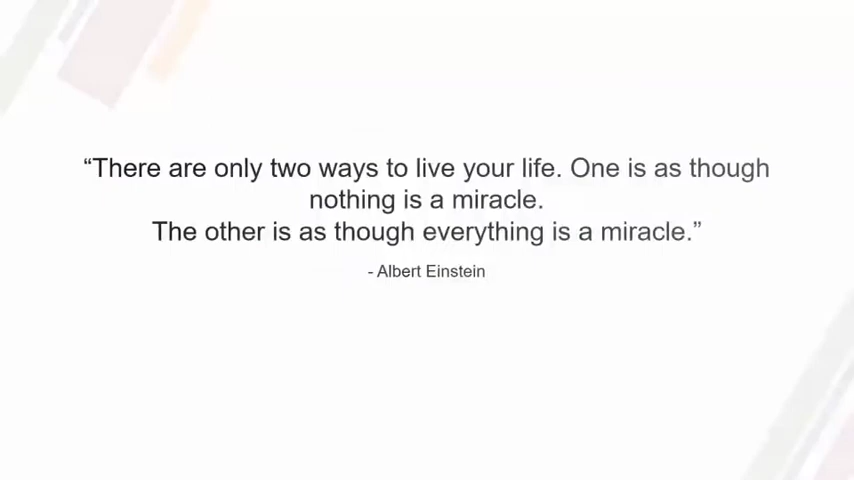 “There are only two ways to live your life. One is as though
nothing is a miracle.
The other is as though everything is a miracle.”
- Albert Einstein